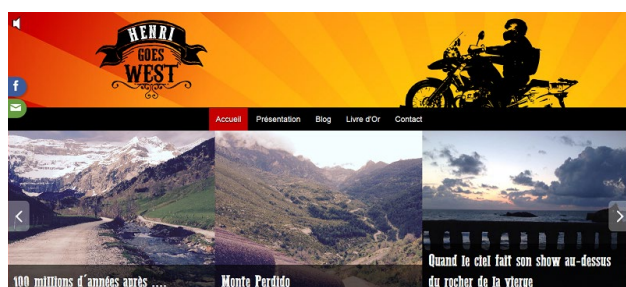 HENRI
GOES
WEST
f
Accueil Présentation Blog Livre d'Or Contact
100 millions d'années après ....
Monte Perdido
Quand le ciel fait son show au-dessus
du rocher de la vierge